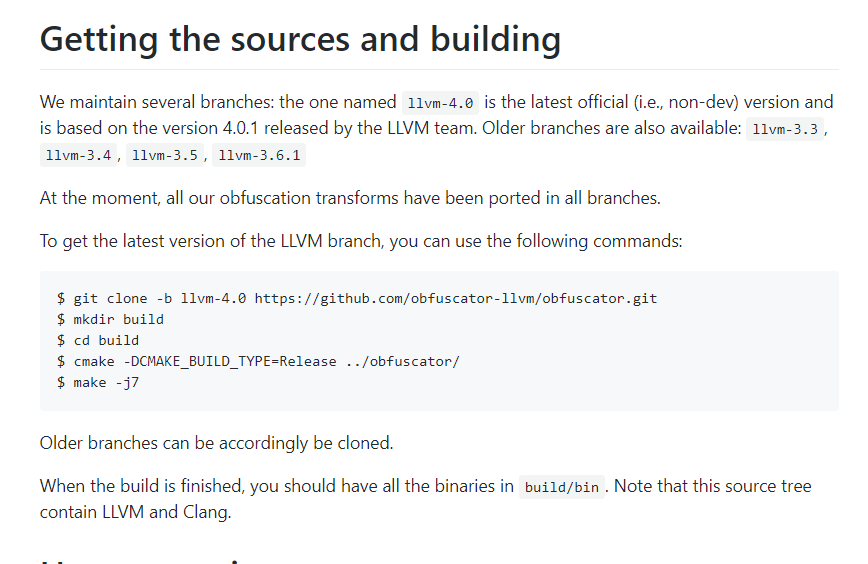 Getting the sources and building
We maintain several branches: the one named llvm-4.0 is the latest official (i.e., non-dev) version and
is based on the version 4.0.1 released by the LLVM team. Older branches are also available: llvm-3.3 ,
llvm-3.4 , llvm-3.5 , llvm-3.6.1
At the moment, all our obfuscation transforms have been ported in all branches.
To get the latest version of the LLVM branch, you can use the following commands:
$ git clone -b llvm-4.0 https://github.com/obfuscator-llvm/obfuscator.git
$ mkdir build
$ cd build
$ cmake -DCMAKE_BUILD_TYPE=Release ../obfuscator/
$ make -j7
Older branches can be accordingly be cloned.
When the build is finished, you should have all the binaries in build/bin . Note that this source tree
contain LLVM and Clang.